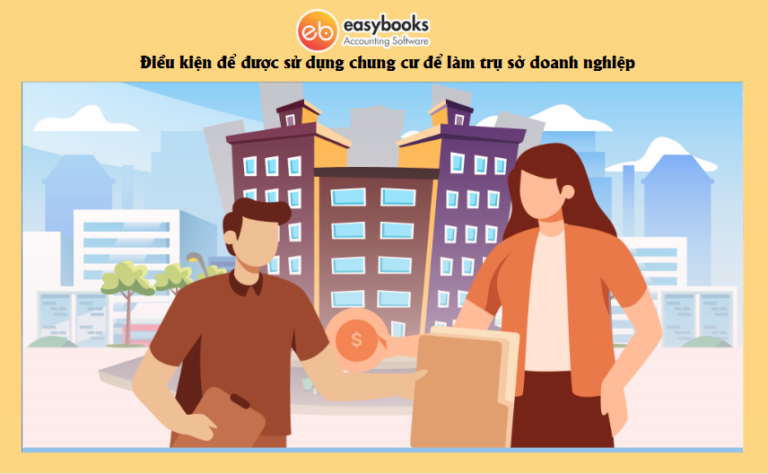 eb
easybooks
Accounting Software
Điều kiện để được sử dụng chung cư để làm trụ sở doanh nghiệp
$